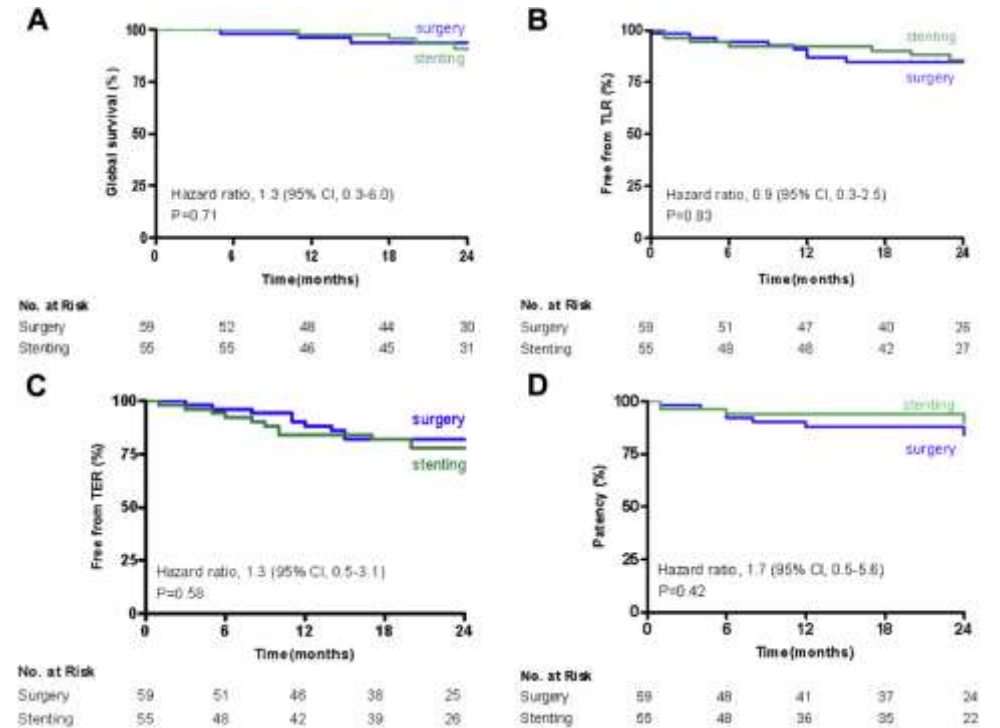 A
surgery
stenting
Global survival (%)
100
75
50
25
0
Hazard ratio, 1.3 (95% CI, 0.3-6.0)
P=0.71
0 6 12 18 24
Time(months)
No. at Risk
Surgery 59 52 48 44 30
Stenting 55 55 46 45 31
B
stenting
surgery
Free from TLR (%)
100
75
50
25
0
Hazard ratio, 0.9 (95% CI, 0.3-2.5)
P=0.83
0 6 12 18 24
Time(months)
No. at Risk
Surgery 59 51 47 40 26
Stenting 55 49 46 42 27
C
surgery
stenting
Free from TER (%)
100
75
50
25
0
Hazard ratio, 1.3 (95% CI, 0.5-3.1)
P=0.58
0 6 12 18 24
Time(months)
No. at Risk
Surgery 59 51 46 38 25
Stenting 55 48 42 39 26
D
stenting
surgery
Patency (%)
100
75
50
25
0
Hazard ratio, 1.7 (95% CI, 0.5-5.6)
P=0.42
0 6 12 18 24
Time(months)
No. at Risk
Surgery 59 48 41 37 24
Stenting 55 48 36 35 22